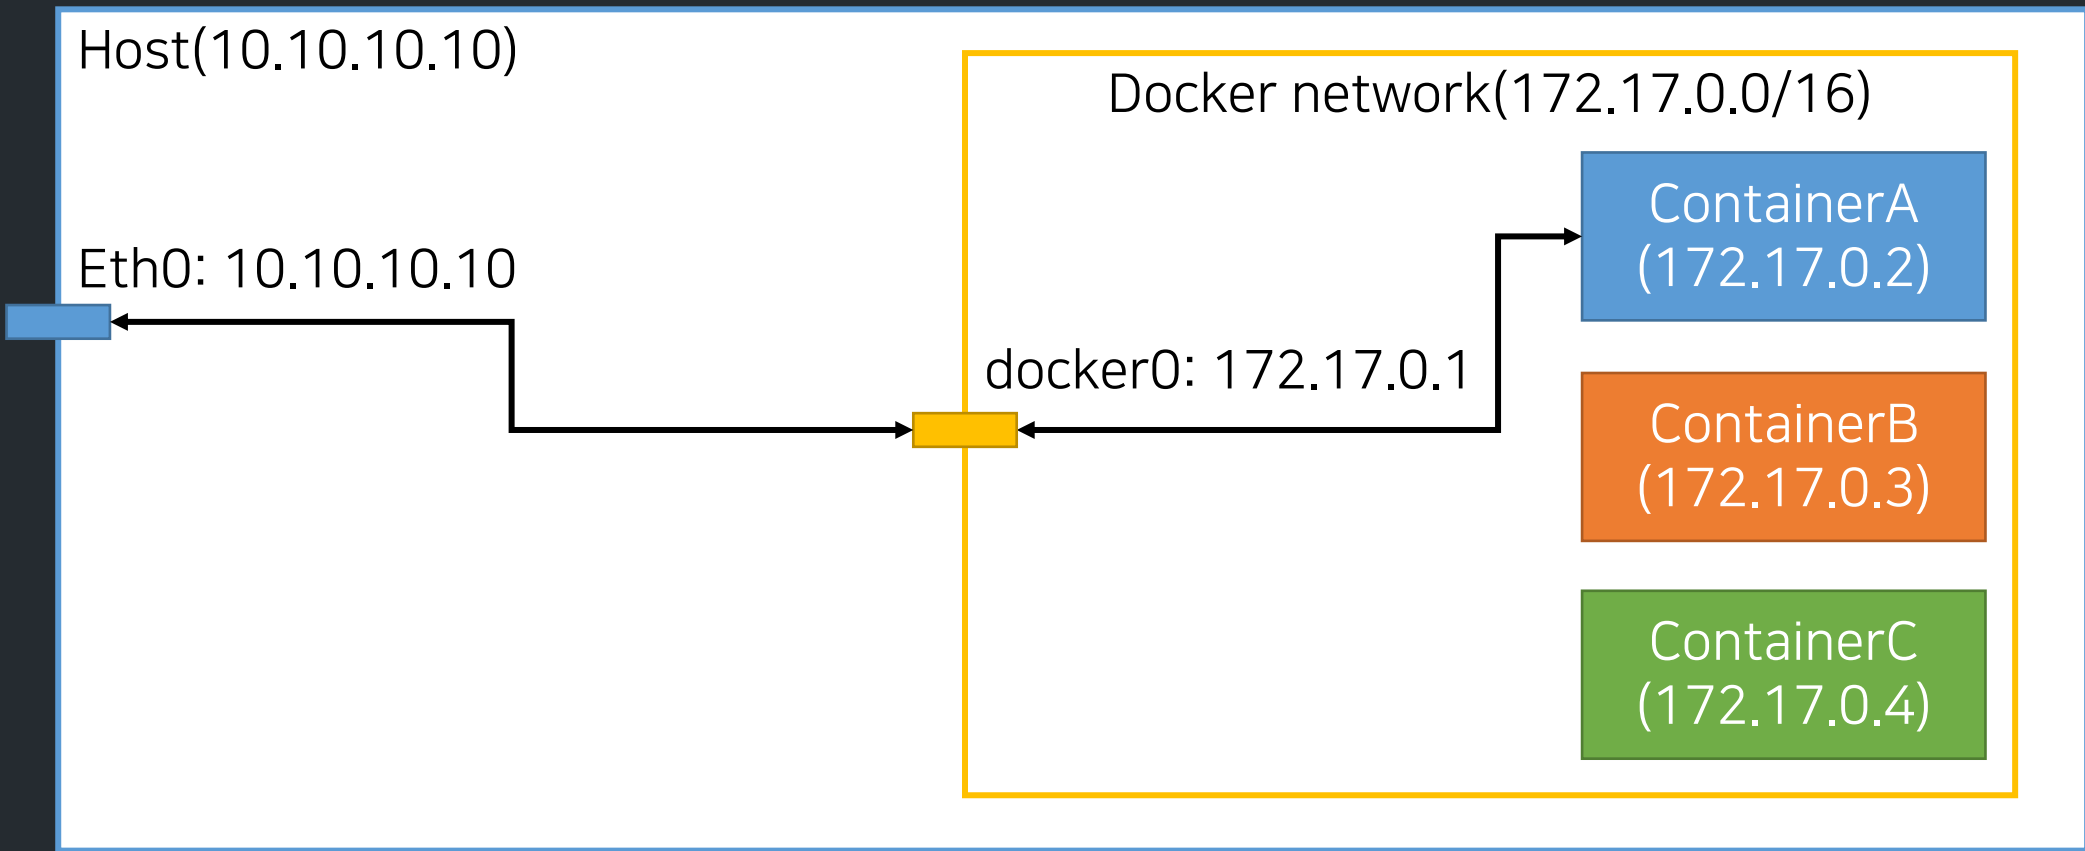 Host(10.10.10.10)
Docker network(172.17.0.0/16)
ContainerA
(172.17.0.2)
Eth0: 10.10.10.10
docker0: 172.17.0.1
ContainerB
(172.17.0.3)
ContainerC
(172.17.0.4)